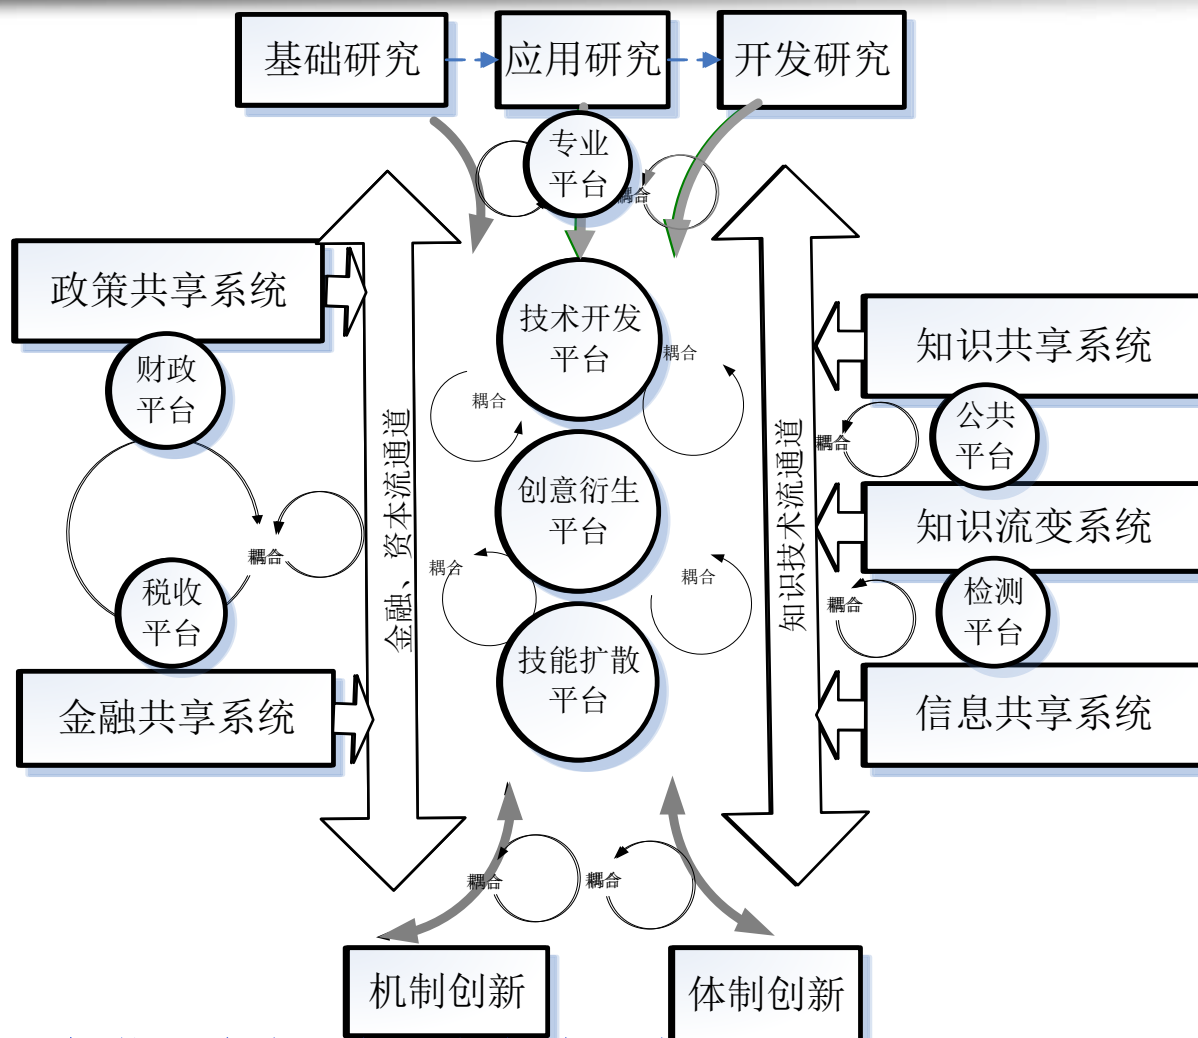 基础研究
应用研究
开发研究
专业
平台
耦合
政策共享系统
技术开发
平台
知识共享系统
财政
平台
耦合
耦合
公共
平台
耦合
金融、资本流通道
知识技术流通道
创意衍生
平台
知识流变系统
耦合
耦合
耦合
税收
平台
检测
平台
耦合
技能扩散
平台
金融共享系统
信息共享系统
耦合
耦合
机制创新
体制创新